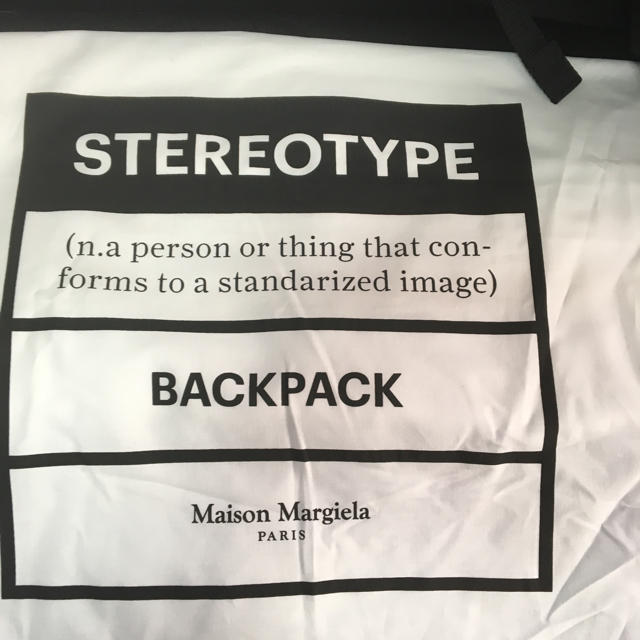 STEREOTYPE
(n.a person or thing that con-
forms to a standarized image)
BACKPACK
Maison Margiela
PARIS